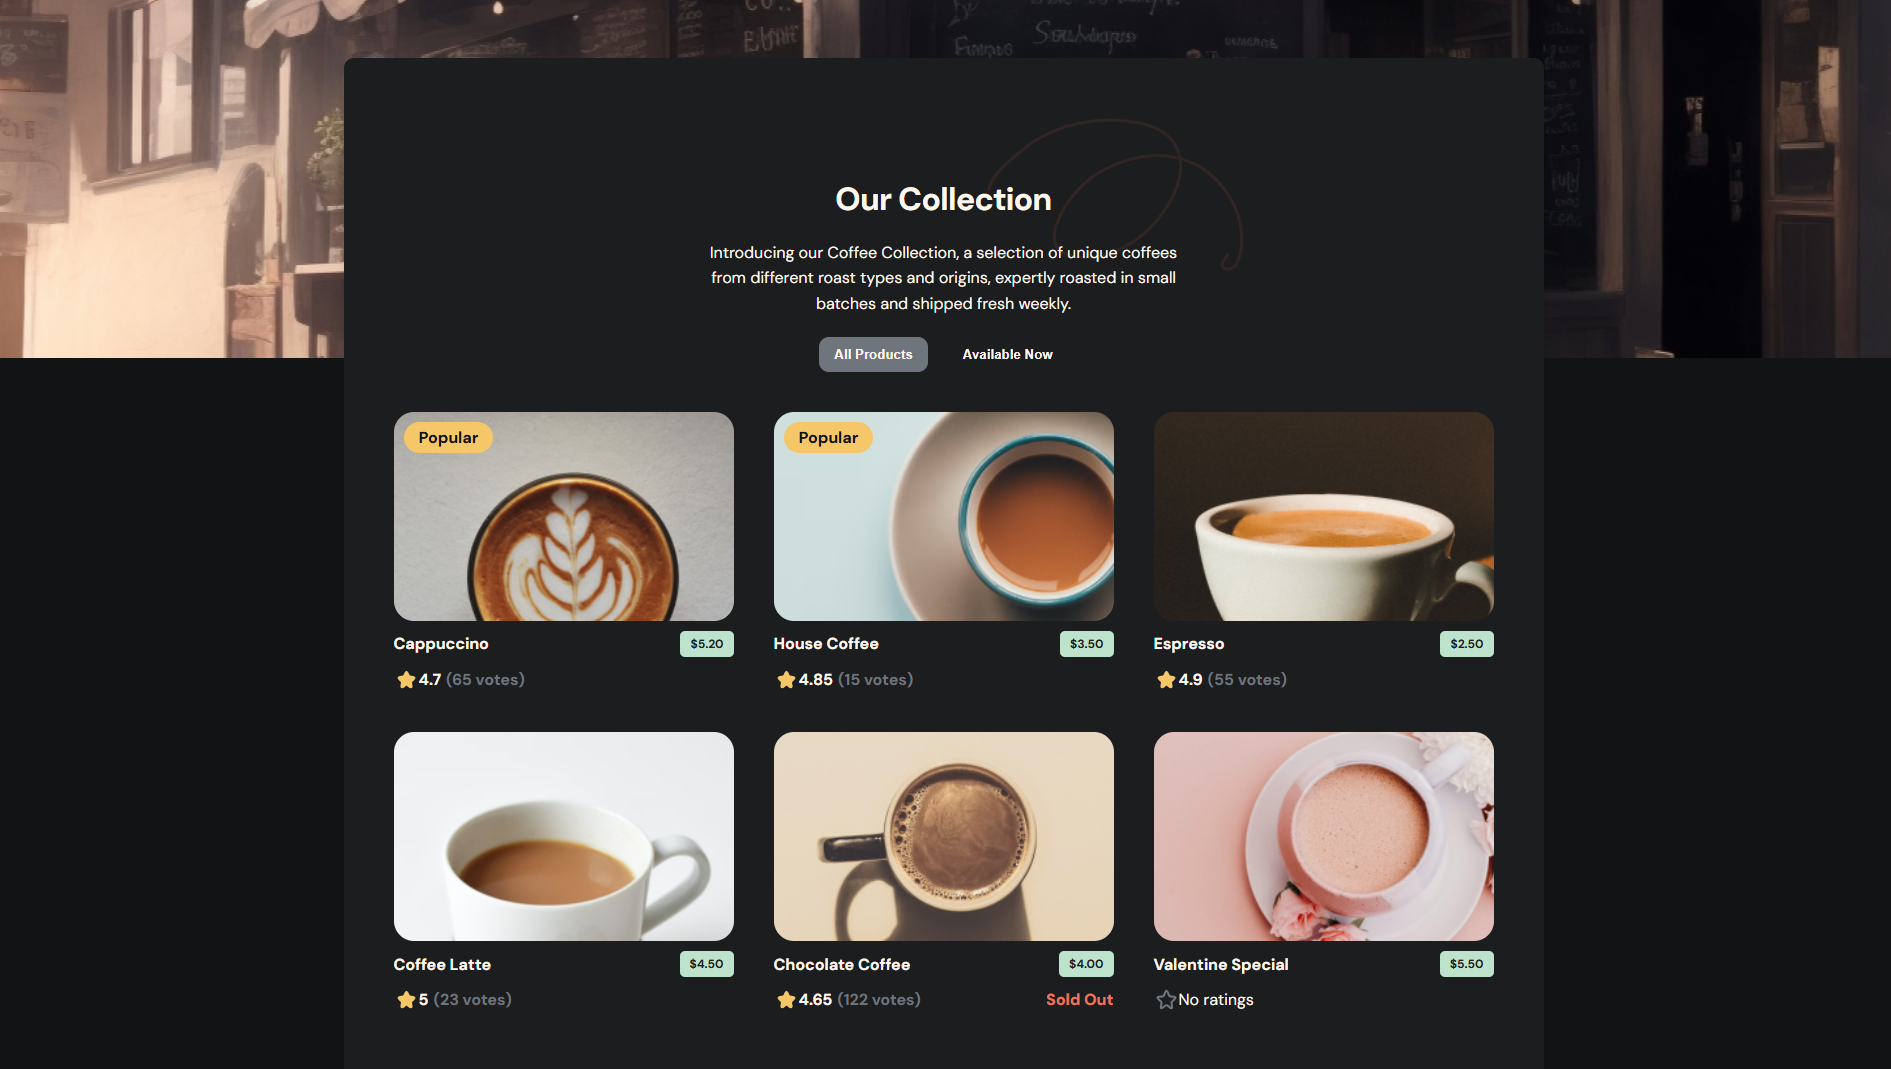 Our Collection
Introducing our Coffee Collection, a selection of unique coffees
from different roast types and origins, expertly roasted in small
batches and shipped fresh weekly.
All Products
Available Now
Popular
Popular
Cappuccino
$5.20
House Coffee
$3.50
Espresso
$2.50
4.7 (65 votes)
4.85 (15 votes)
4.9 (55 votes)
Coffee Latte
$4.50
Chocolate Coffee
$4.00
Valentine Special
$5.50
5 (23 votes)
4.65 (122 votes)
Sold Out
No ratings